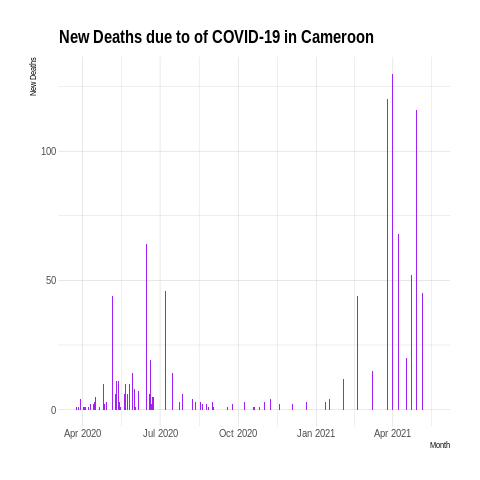 New Deaths due to of COVID-19 in Cameroon
New Deaths
100
50
0
Apr 2020 Jul 2020 Oct 2020 Jan 2021 Apr 2021
Month